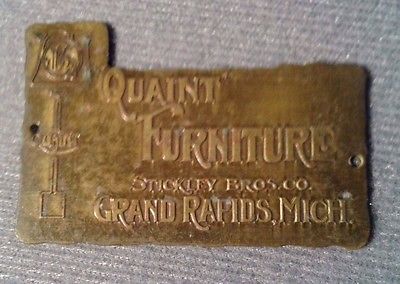 "QUAINT"
FURNITURE
STICKLEY BROS. CO.
GRAND RAPIDS, MICH.